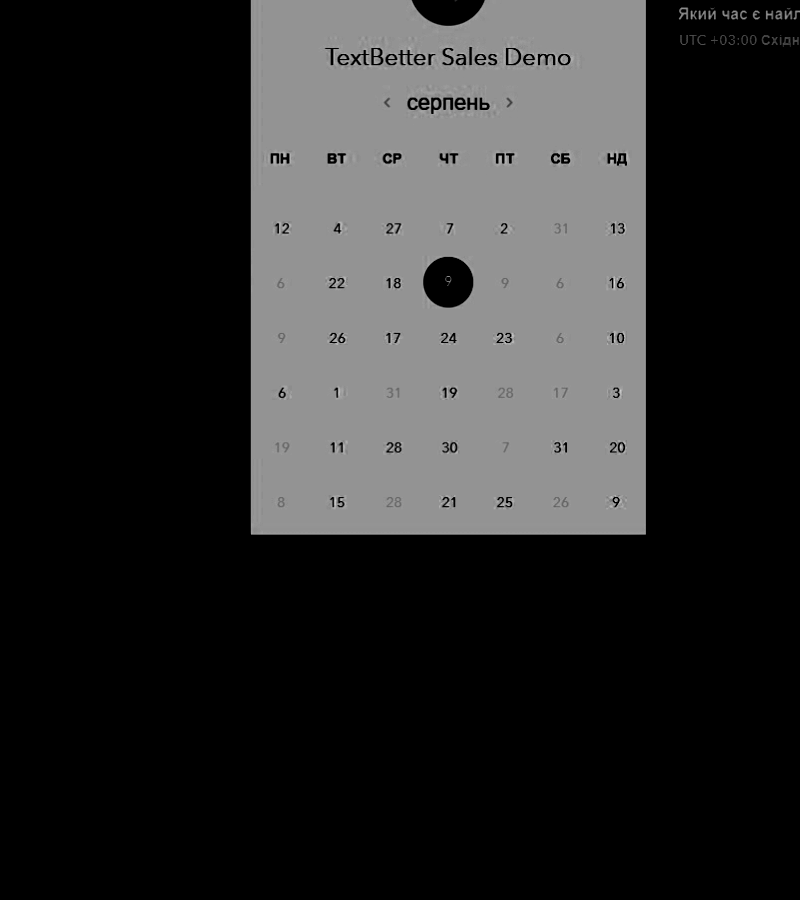 Який час є найл
UTC +03:00 Східн
TextBetter Sales Demo
‹ серпень ›
ПН ВТ СР ЧТ ПТ СБ НД
12 4 27 7 2 31 13
6 22 18 9 9 6 16
9 26 17 24 23 6 10
6 1 31 19 28 17 3
19 11 28 30 7 31 20
8 15 28 21 25 26 9